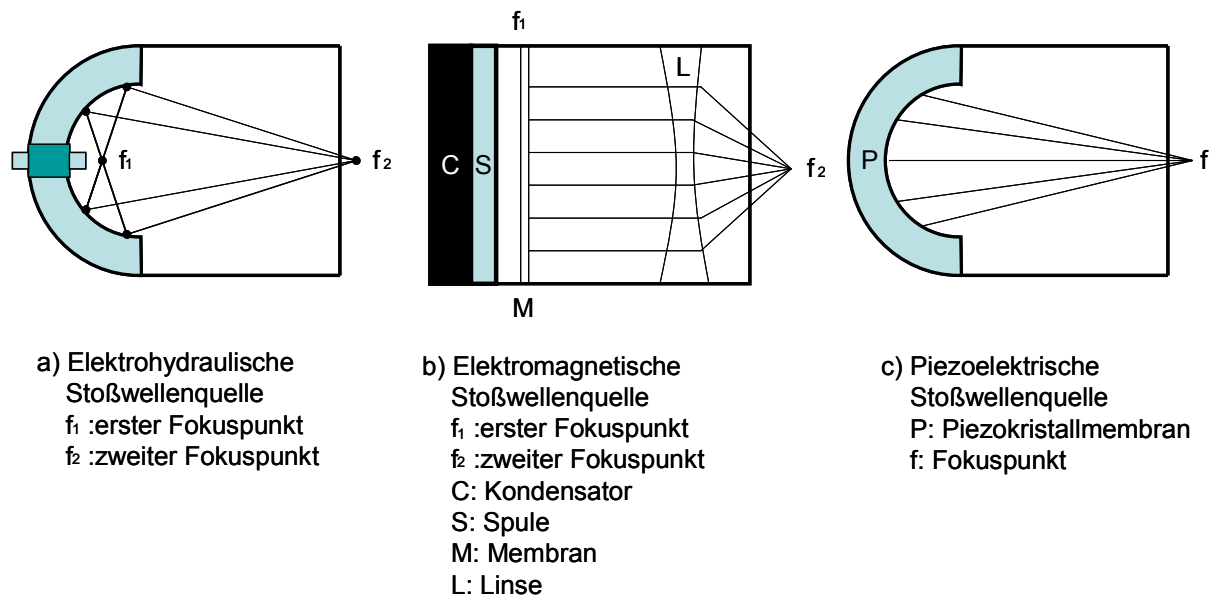 f₁
f₂
f₁
C
S
L
f₂
M
P
f
a) Elektrohydraulische
Stoßwellenquelle
f₁ :erster Fokuspunkt
f₂ :zweiter Fokuspunkt
b) Elektromagnetische
Stoßwellenquelle
f₁ :erster Fokuspunkt
f₂ :zweiter Fokuspunkt
C: Kondensator
S: Spule
M: Membran
L: Linse
c) Piezoelektrische
Stoßwellenquelle
P: Piezokristallmembran
f: Fokuspunkt